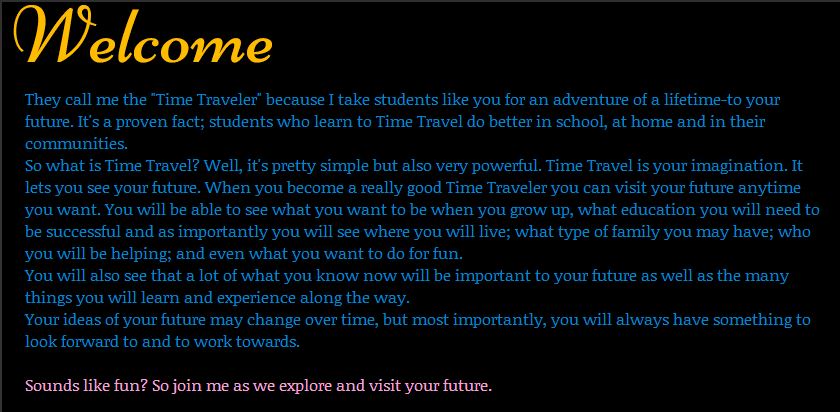 Welcome
They call me the "Time Traveler" because I take students like you for an adventure of a lifetime-to your
future. It's a proven fact; students who learn to Time Travel do better in school, at home and in their
communities.
So what is Time Travel? Well, it's pretty simple but also very powerful. Time Travel is your imagination. It
lets you see your future. When you become a really good Time Traveler you can visit your future anytime
you want. You will be able to see what you want to be when you grow up, what education you will need to
be successful and as importantly you will see where you will live; what type of family you may have; who
you will be helping; and even what you want to do for fun.
You will also see that a lot of what you know now will be important to your future as well as the many
things you will learn and experience along the way.
Your ideas of your future may change over time, but most importantly, you will always have something to
look forward to and to work towards.
Sounds like fun? So join me as we explore and visit your future.